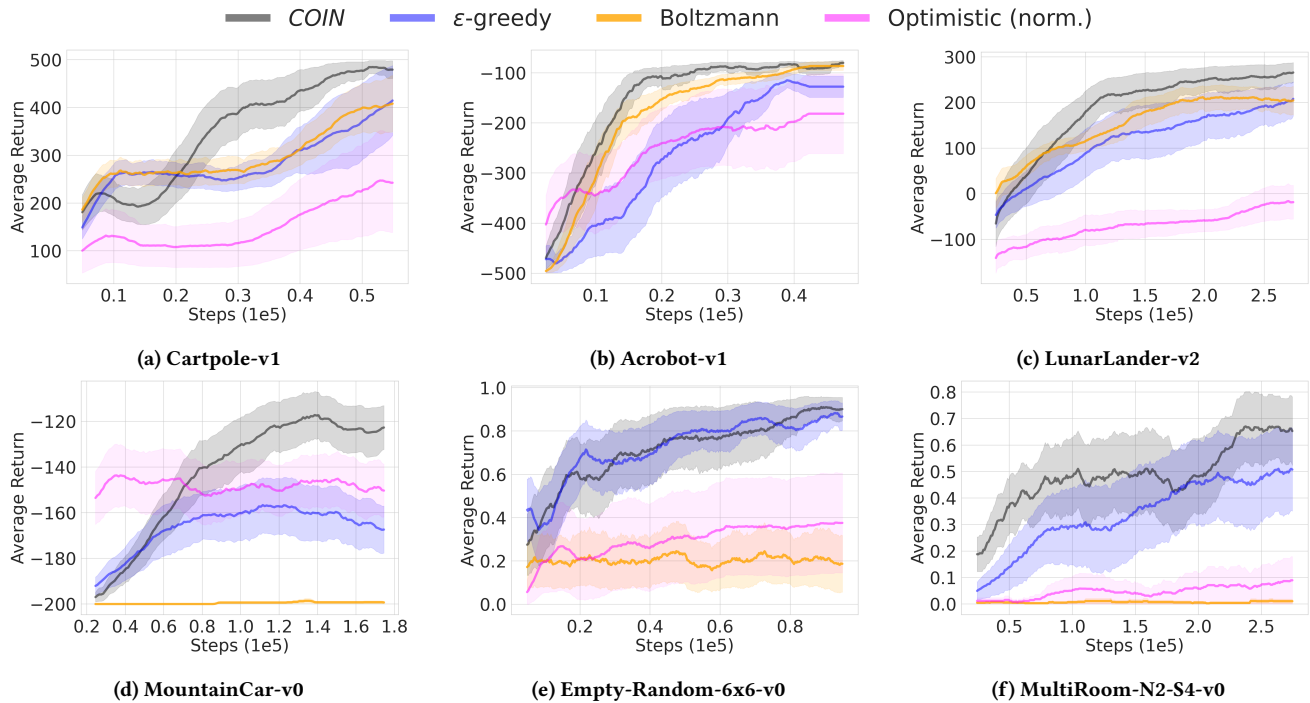 COIN ε-greedy Boltzmann Optimistic (norm.)
Average Return
500
400
300
200
100
0.1 0.2 0.3 0.4 0.5
Steps (1e5)
(a) Cartpole-v1
Average Return
−100
−200
−300
−400
−500
0.1 0.2 0.3 0.4
Steps (1e5)
(b) Acrobot-v1
Average Return
300
200
100
0
−100
0.5 1.0 1.5 2.0 2.5
Steps (1e5)
(c) LunarLander-v2
Average Return
−120
−140
−160
−180
−200
0.2 0.4 0.6 0.8 1.0 1.2 1.4 1.6 1.8
Steps (1e5)
(d) MountainCar-v0
Average Return
1.0
0.8
0.6
0.4
0.2
0.0
0.2 0.4 0.6 0.8
Steps (1e5)
(e) Empty-Random-6x6-v0
Average Return
0.8
0.7
0.6
0.5
0.4
0.3
0.2
0.1
0.0
0.5 1.0 1.5 2.0 2.5
Steps (1e5)
(f) MultiRoom-N2-S4-v0